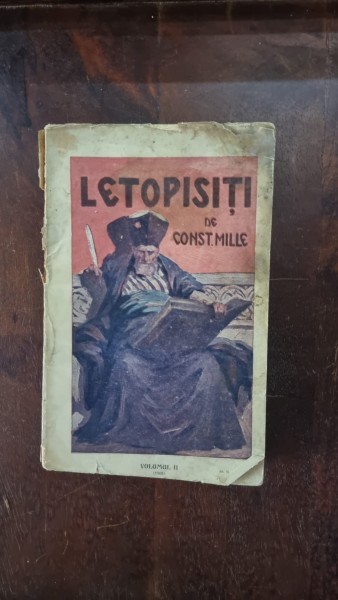 LETOPISIȚI
DE
CONST. MILLE
VOLUMUL II